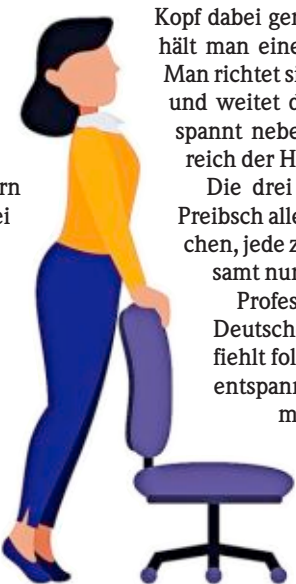 rn
ei
Kopf dabei ger
hält man eine
Man richtet si
und weitet d
spannt nebe
reich der H
Die drei
Preibsch alle
chen, jede z
samt nur
Profes
Deutsch
fiehlt fol
entspann
m